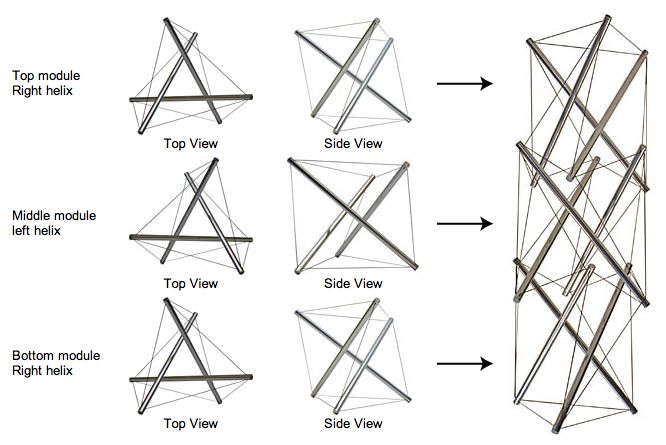 Top module
Right helix
Top View
Side View
Middle module
left helix
Top View
Side View
Bottom module
Right helix
Top View
Side View